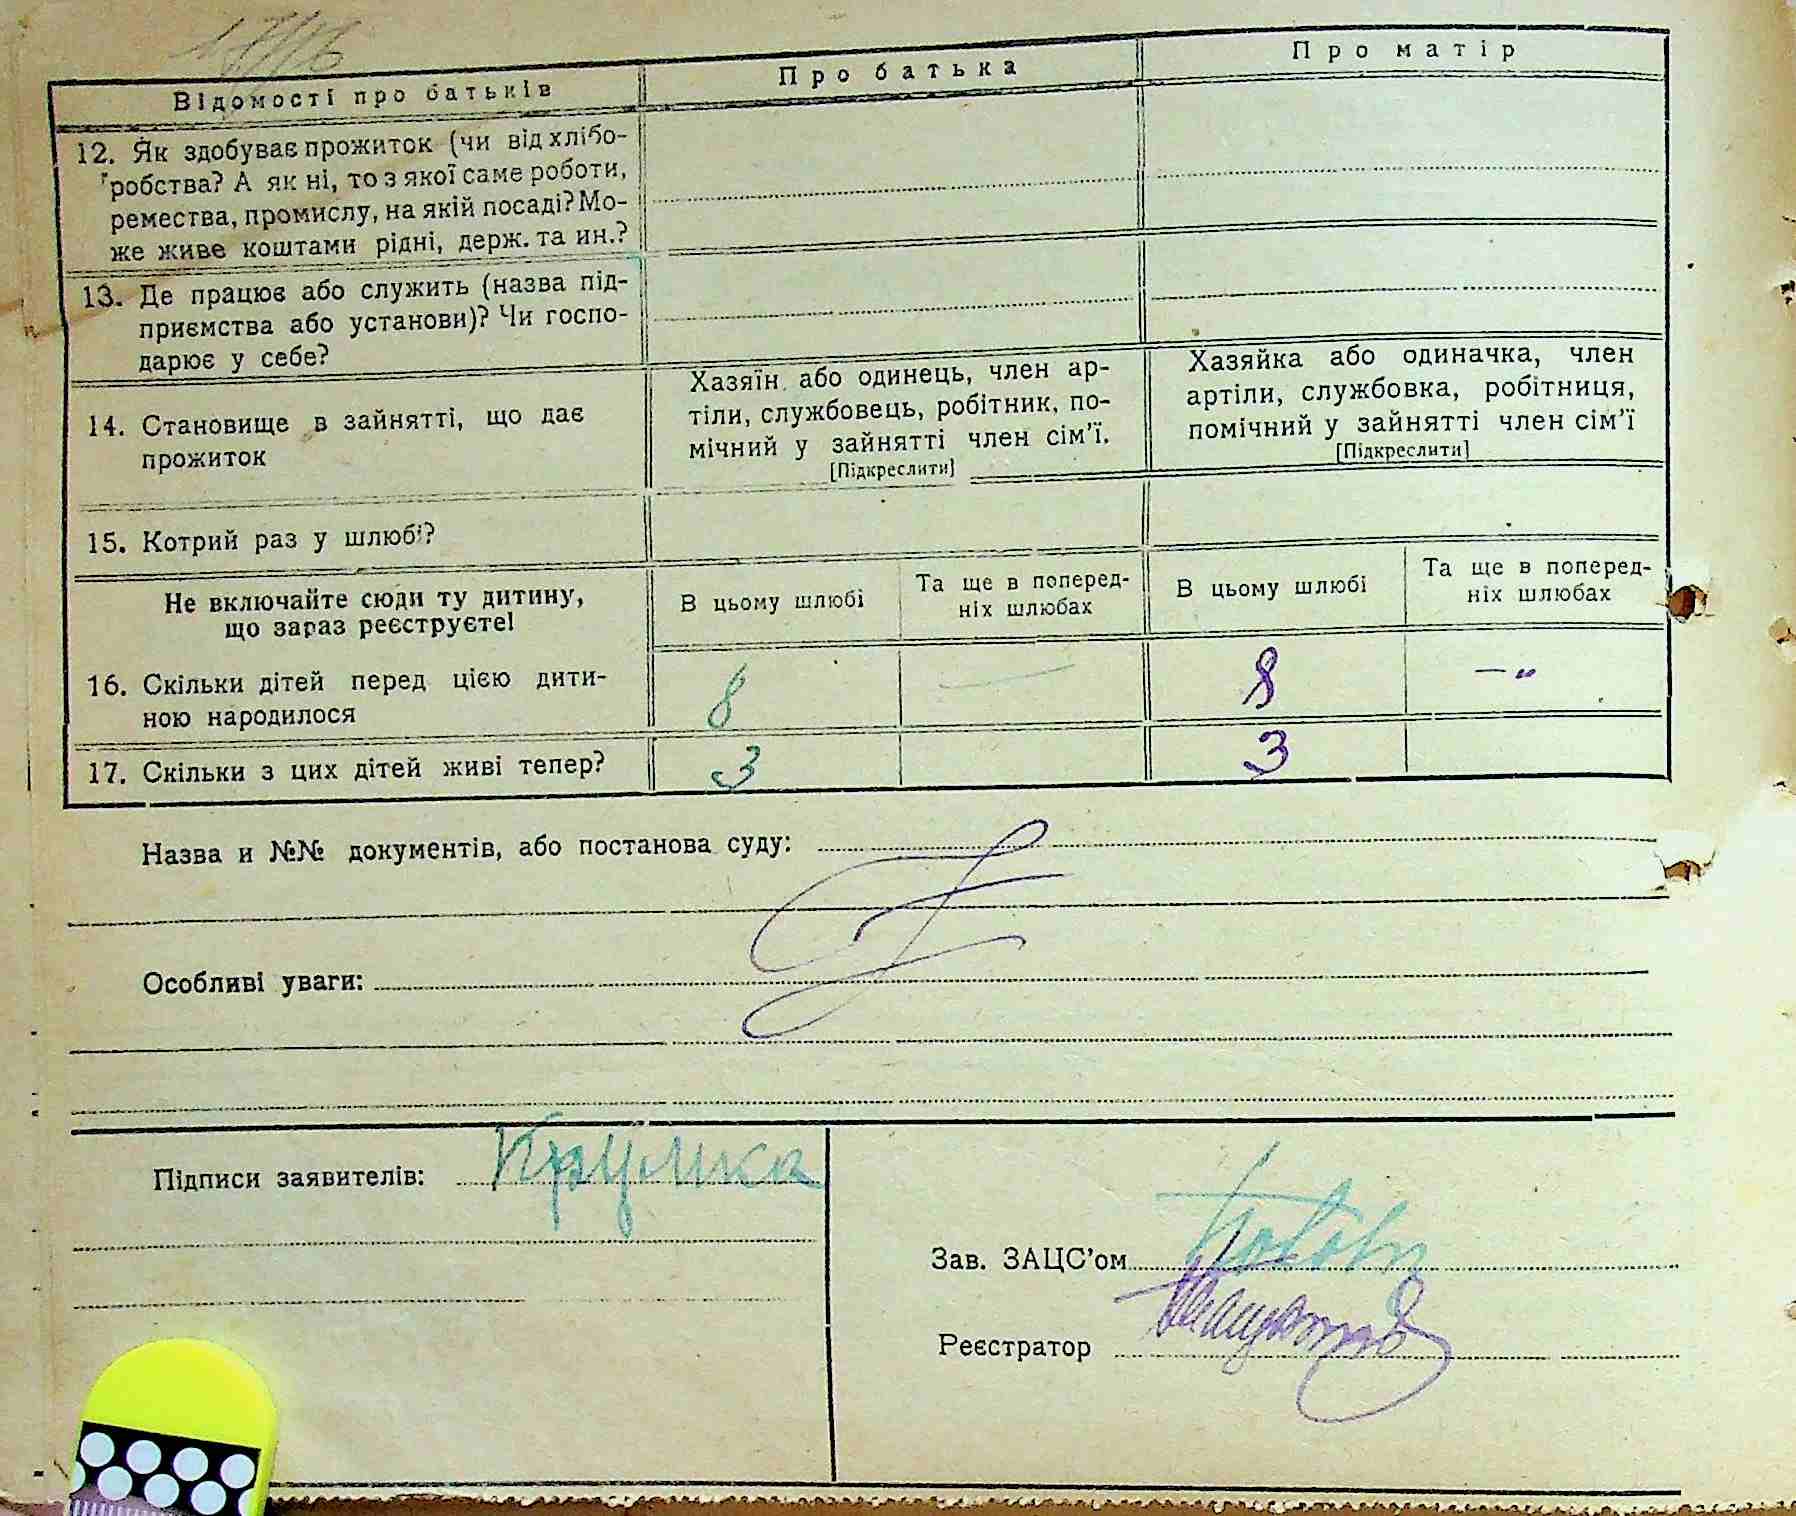 Відомості про батьків
Про батька
Про матір
12. Як здобуває прожиток (чи від хлібо-
робства? А як ні, то з якої саме роботи,
ремества, промислу, на якій посаді? Мо-
же живе коштами рідні, держ. та ин.?
13. Де працює або служить (назва під-
приємства або установи)? Чи госпо-
дарює у себе?
14. Становище в зайнятті, що дає
прожиток
Хазяїн або одинець, член ар-
тіли, службовець, робітник, по-
мічний у зайнятті член сім'ї.
[Підкреслити]
Хазяйка або одиначка, член
артіли, службовка, робітниця,
помічний у зайнятті член сім'ї
[Підкреслити]
15. Котрий раз у шлюбі?
Не включайте сюди ту дитину,
що зараз реєструєте!
В цьому шлюбі
Та ще в поперед-
ніх шлюбах
В цьому шлюбі
Та ще в поперед-
ніх шлюбах
16. Скільки дітей перед цією дити-
ною народилося
8 — 8 — „
17. Скільки з цих дітей живі тепер?
3 3
Назва и №№ документів, або постанова суду:
Особливі уваги:
Підписи заявителів:
Зав. ЗАЦС'ом
Реєстратор